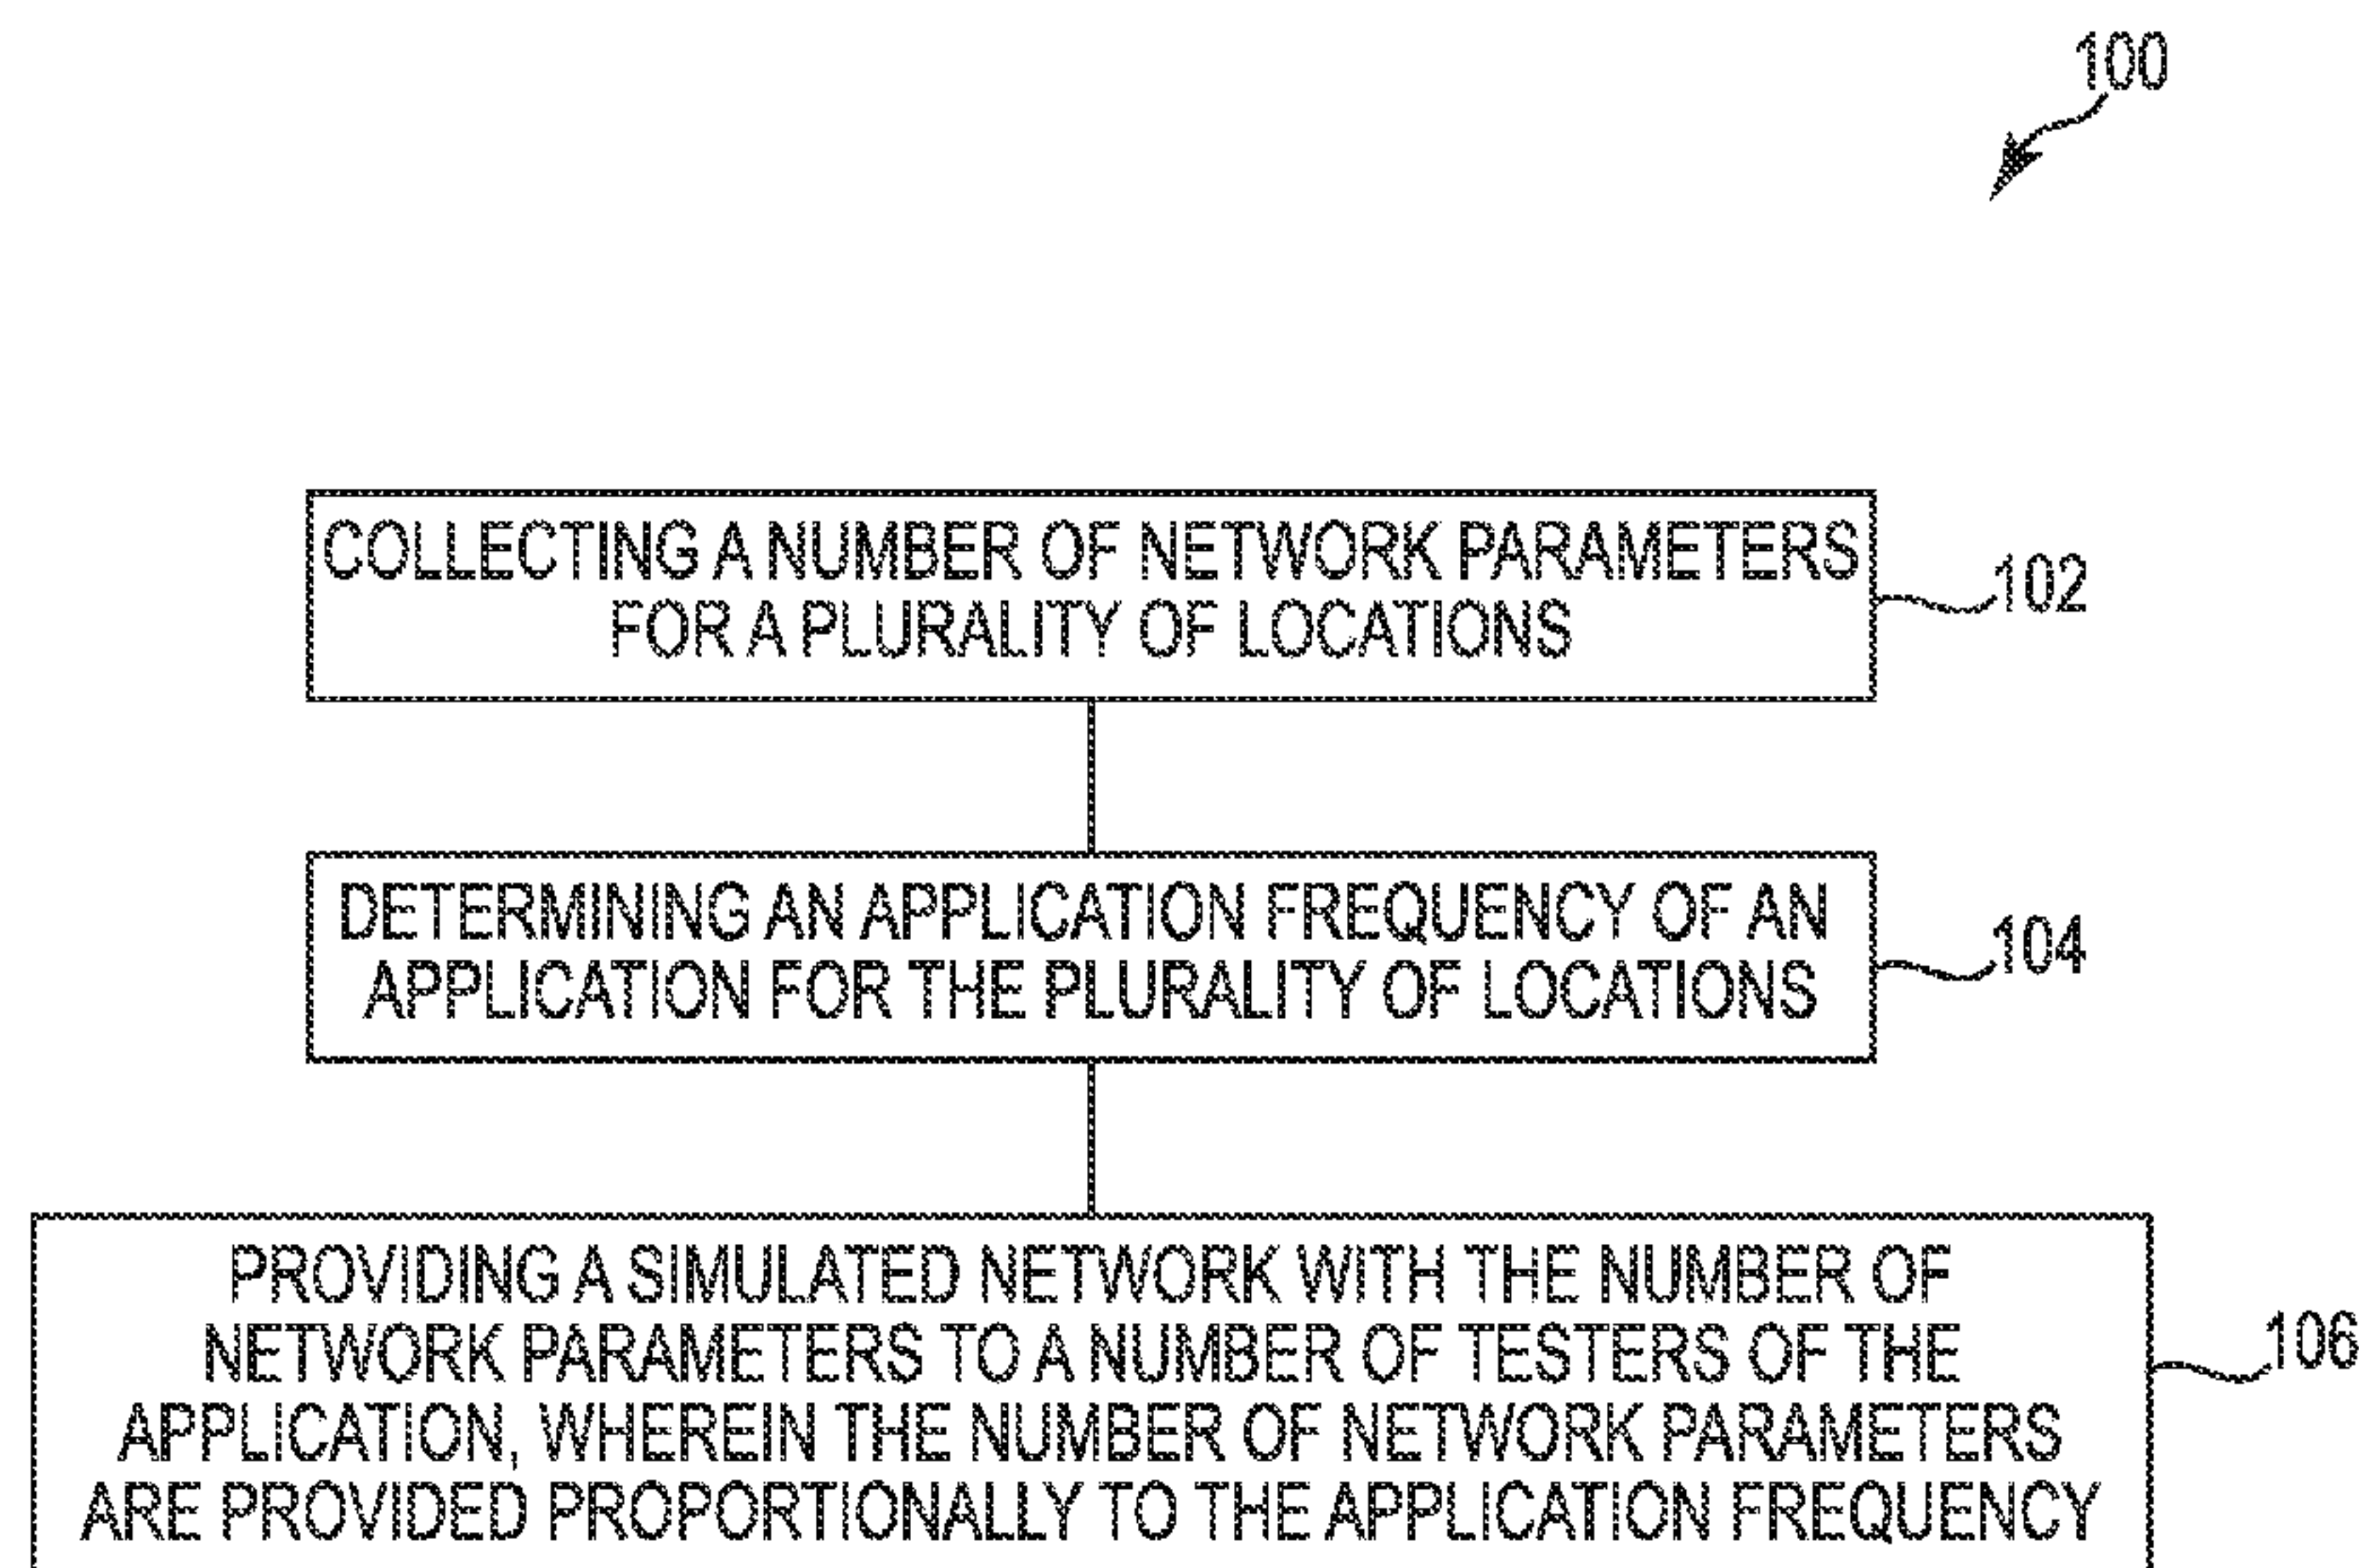 100
COLLECTING A NUMBER OF NETWORK PARAMETERS
FOR A PLURALITY OF LOCATIONS
102
DETERMINING AN APPLICATION FREQUENCY OF AN
APPLICATION FOR THE PLURALITY OF LOCATIONS
104
PROVIDING A SIMULATED NETWORK WITH THE NUMBER OF
NETWORK PARAMETERS TO A NUMBER OF TESTERS OF THE
APPLICATION, WHEREIN THE NUMBER OF NETWORK PARAMETERS
ARE PROVIDED PROPORTIONALLY TO THE APPLICATION FREQUENCY
106